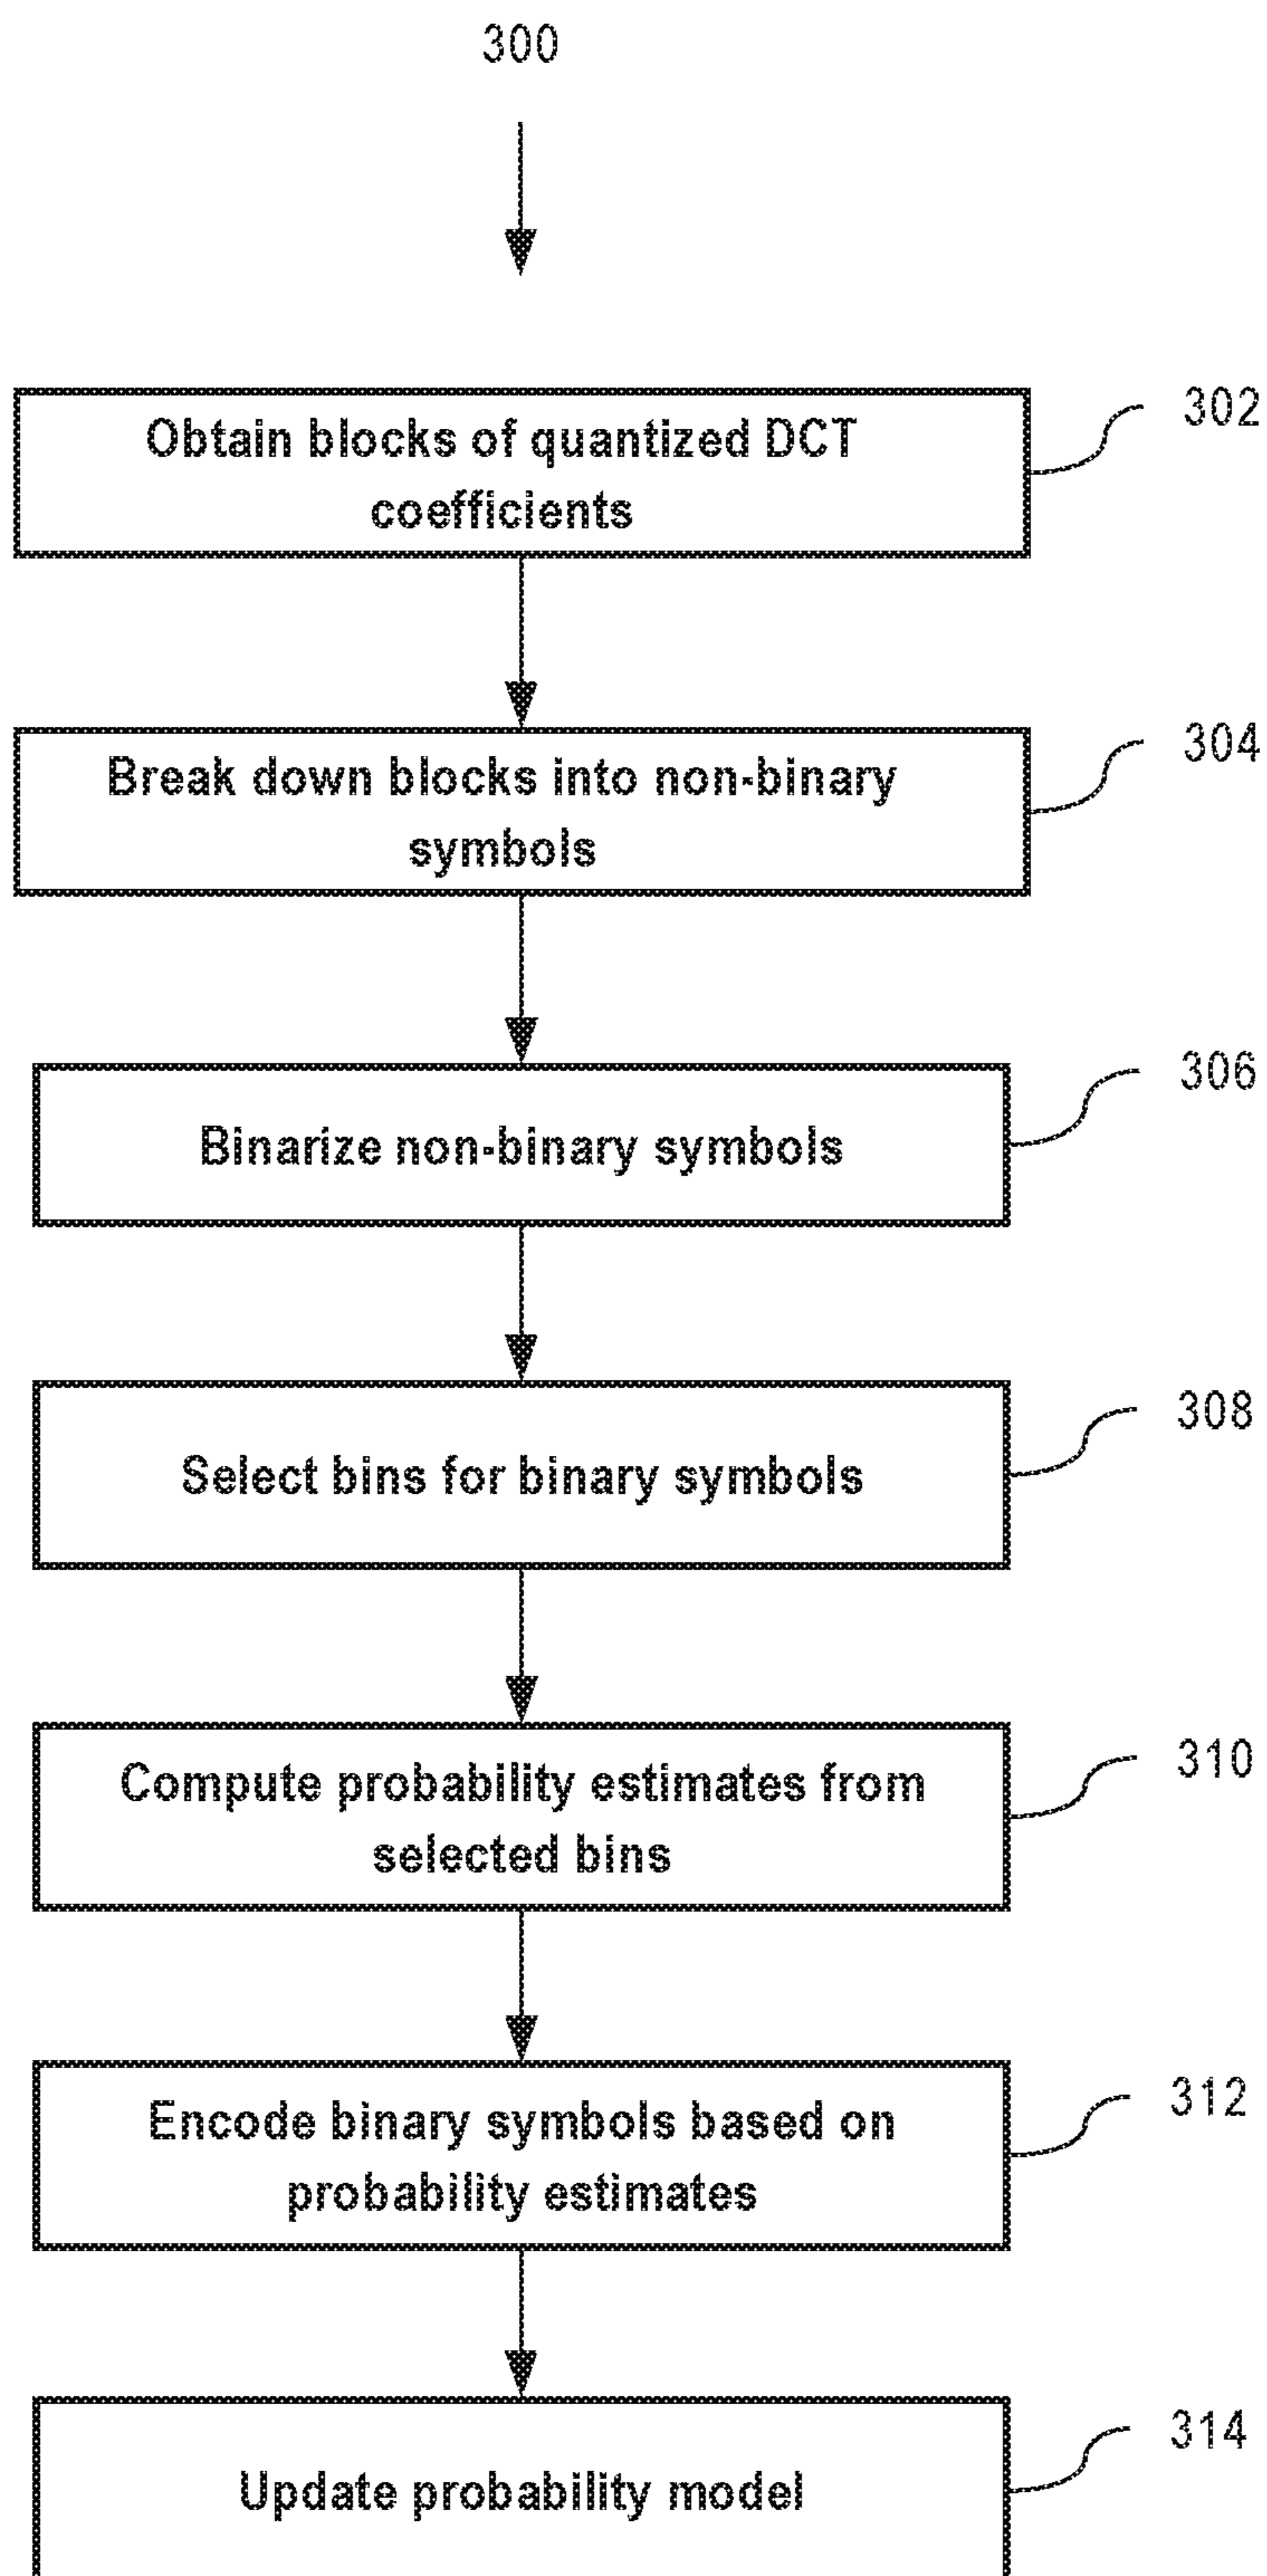 300
Obtain blocks of quantized DCT
coefficients
302
Break down blocks into non-binary
symbols
304
Binarize non-binary symbols
306
Select bins for binary symbols
308
Compute probability estimates from
selected bins
310
Encode binary symbols based on
probability estimates
312
Update probability model
314